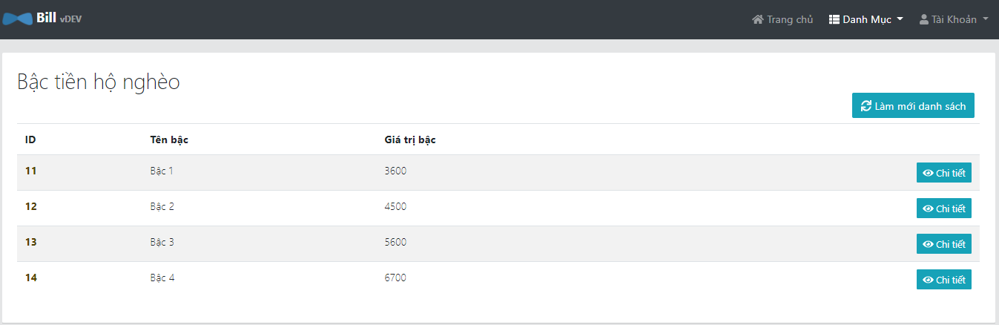 Bill vDEV Trang chủ Danh Mục Tài Khoản
Bậc tiền hộ nghèo
Làm mới danh sách
ID Tên bậc Giá trị bậc
11 Bậc 1 3600 Chi tiết
12 Bậc 2 4500 Chi tiết
13 Bậc 3 5600 Chi tiết
14 Bậc 4 6700 Chi tiết